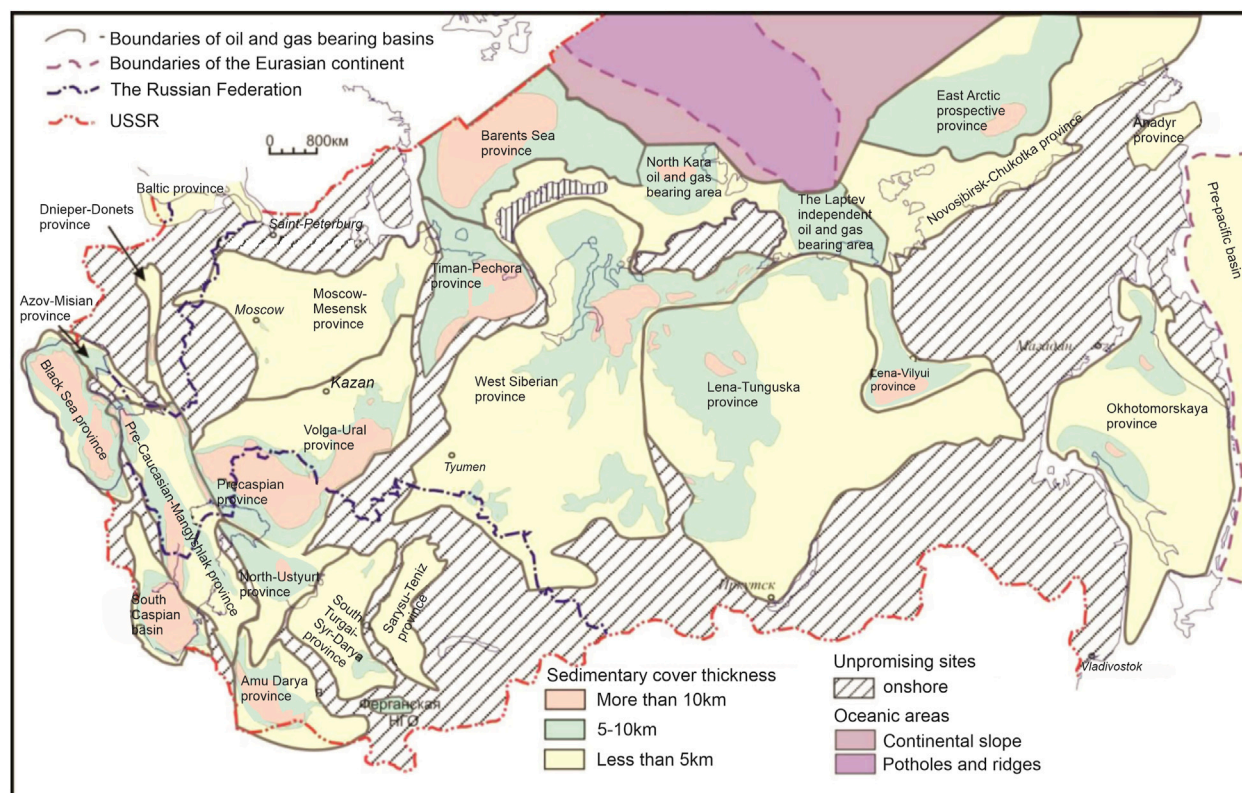 Boundaries of oil and gas bearing basins
Boundaries of the Eurasian continent
The Russian Federation
USSR
0 800км
Baltic province
Dnieper-Donets
province
Saint-Peterburg
Azov-Misian
province
Moscow
Moscow-
Mesensk
province
Timan-Pechora
province
Barents Sea
province
North Kara
oil and gas
bearing area
The Laptev
independent
oil and gas
bearing area
East Arctic
prospective
province
Novosibirsk-Chukotka province
Anadyr
province
Pre-pacific basin
Black Sea province
Kazan
Volga-Ural
province
West Siberian
province
Tyumen
Lena-Tunguska
province
Lena-Vilyui
province
Магадан
Okhotomorskaya
province
Pre-Caucasian-Mangyshlak province
Precaspian
province
North-Ustyurt
province
South
Caspian
basin
South
Turgai-
Syr-Darya
province
Sarysu-Teniz
province
Amu Darya
province
Ферганская
НГО
Иркутск
Vladivostok
Sedimentary cover thickness
More than 10km
5-10km
Less than 5km
Unpromising sites
onshore
Oceanic areas
Continental slope
Potholes and ridges